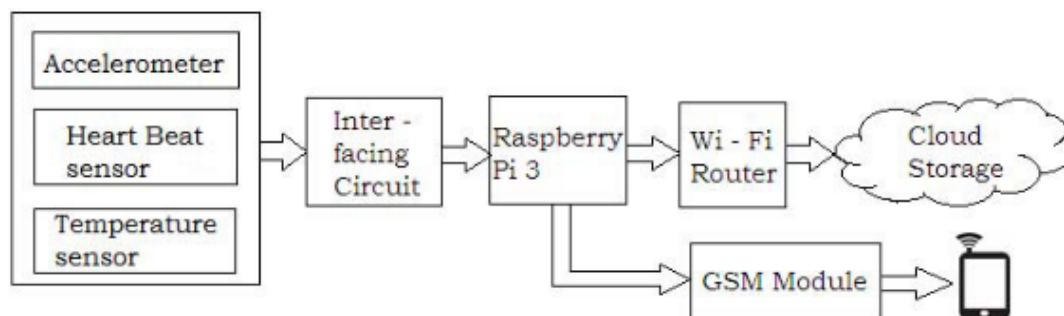 Accelerometer
Heart Beat
sensor
Temperature
sensor
Inter -
facing
Circuit
Raspberry
Pi 3
Wi - Fi
Router
Cloud
Storage
GSM Module